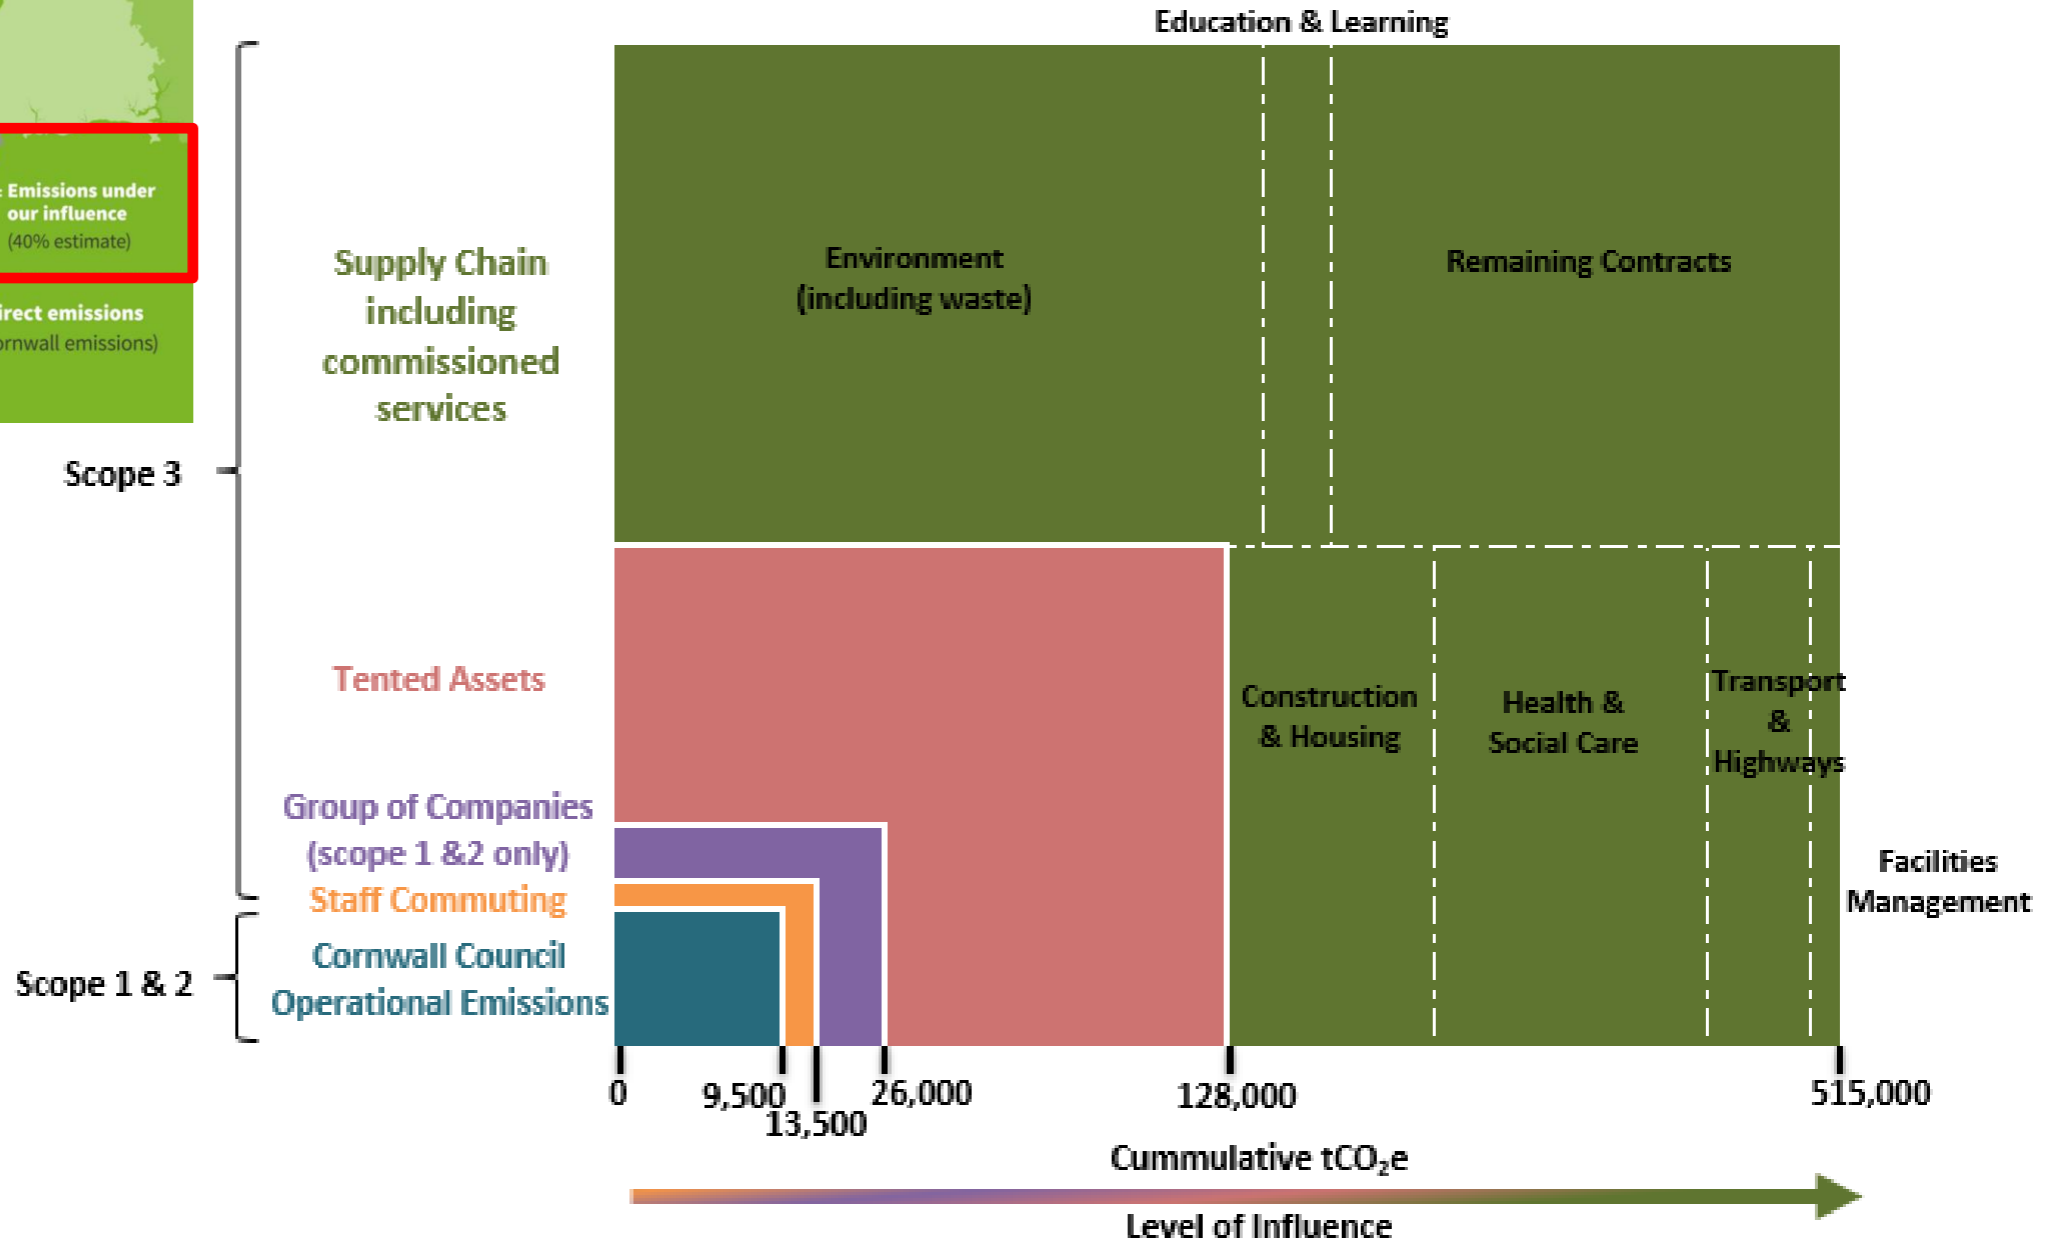 Emissions under
our influence
(40% estimate)
irect emissions
ornwall emissions)
Scope 3
Scope 1 & 2
Supply Chain
including
commissioned
services
Tented Assets
Group of Companies
(scope 1 &2 only)
Staff Commuting
Cornwall Council
Operational Emissions
Education & Learning
Environment
(including waste)
Remaining Contracts
Construction
& Housing
Health &
Social Care
Transport
&
Highways
Facilities
Management
0
9,500
13,500
26,000
128,000
515,000
Cummulative tCO₂e
Level of Influence